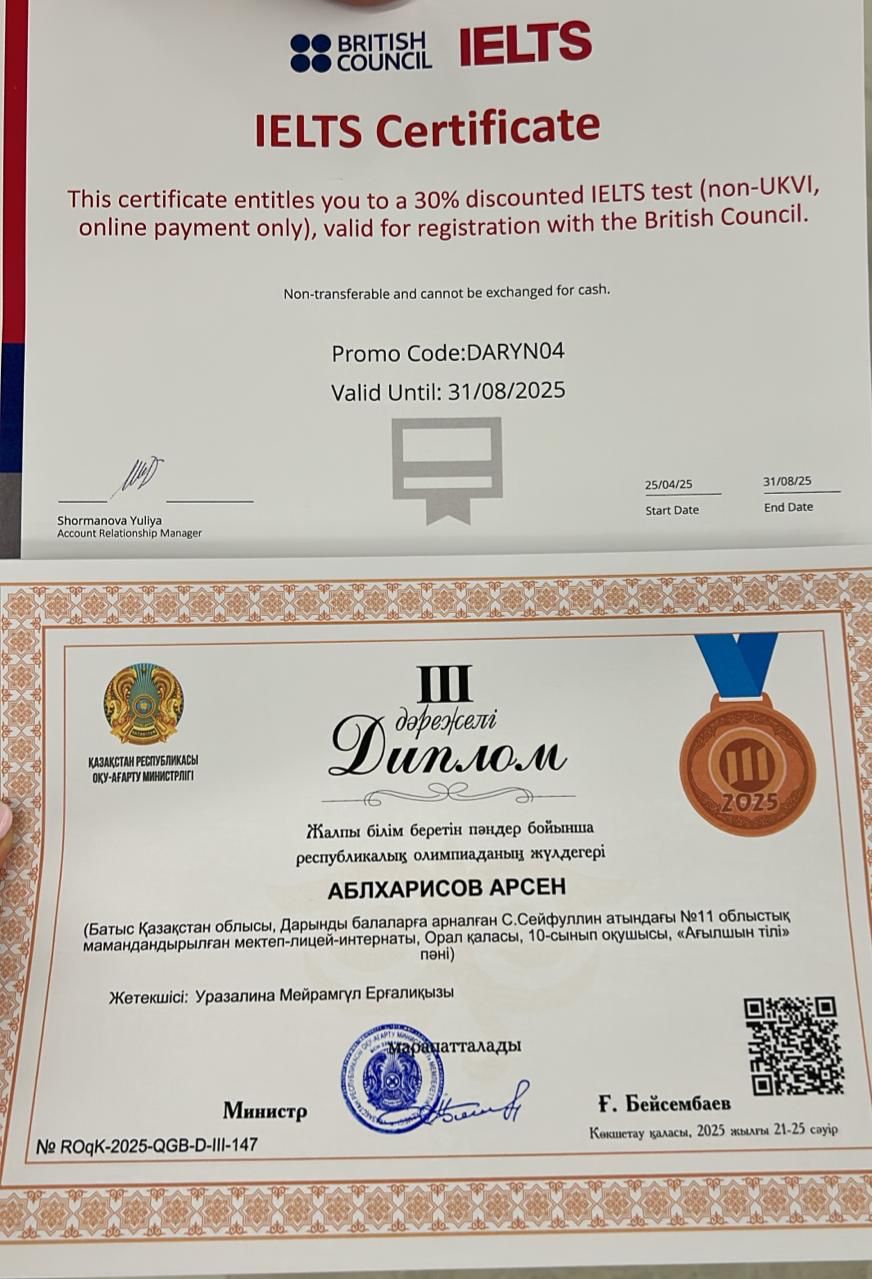 BRITISH
COUNCIL
IELTS
IELTS Certificate
This certificate entitles you to a 30% discounted IELTS test (non-UKVI,
online payment only), valid for registration with the British Council.
Non-transferable and cannot be exchanged for cash.
Promo Code:DARYN04
Valid Until: 31/08/2025
Shormanova Yuliya
Account Relationship Manager
25/04/25
Start Date
31/08/25
End Date
ҚАЗАҚСТАН РЕСПУБЛИКАСЫ
ОҚУ-АҒАРТУ МИНИСТРЛІГІ
III
дәрежелі
Диплом
III
2025
Жалпы білім беретін пәндер бойынша
республикалық олимпиаданың жүлдегері
АБЛХАРИСОВ АРСЕН
(Батыс Қазақстан облысы, Дарынды балаларға арналған С.Сейфуллин атындағы №11 облыстық
мамандандырылған мектеп-лицей-интернаты, Орал қаласы, 10-сынып оқушысы, «Ағылшын тілі»
пәні)
Жетекшісі: Уразалина Мейрамгүл Ерғалиқызы
марапатталады
Министр
Ғ. Бейсембаев
Көкшетау қаласы, 2025 жылғы 21-25 сәуір
№ ROqK-2025-QGB-D-III-147